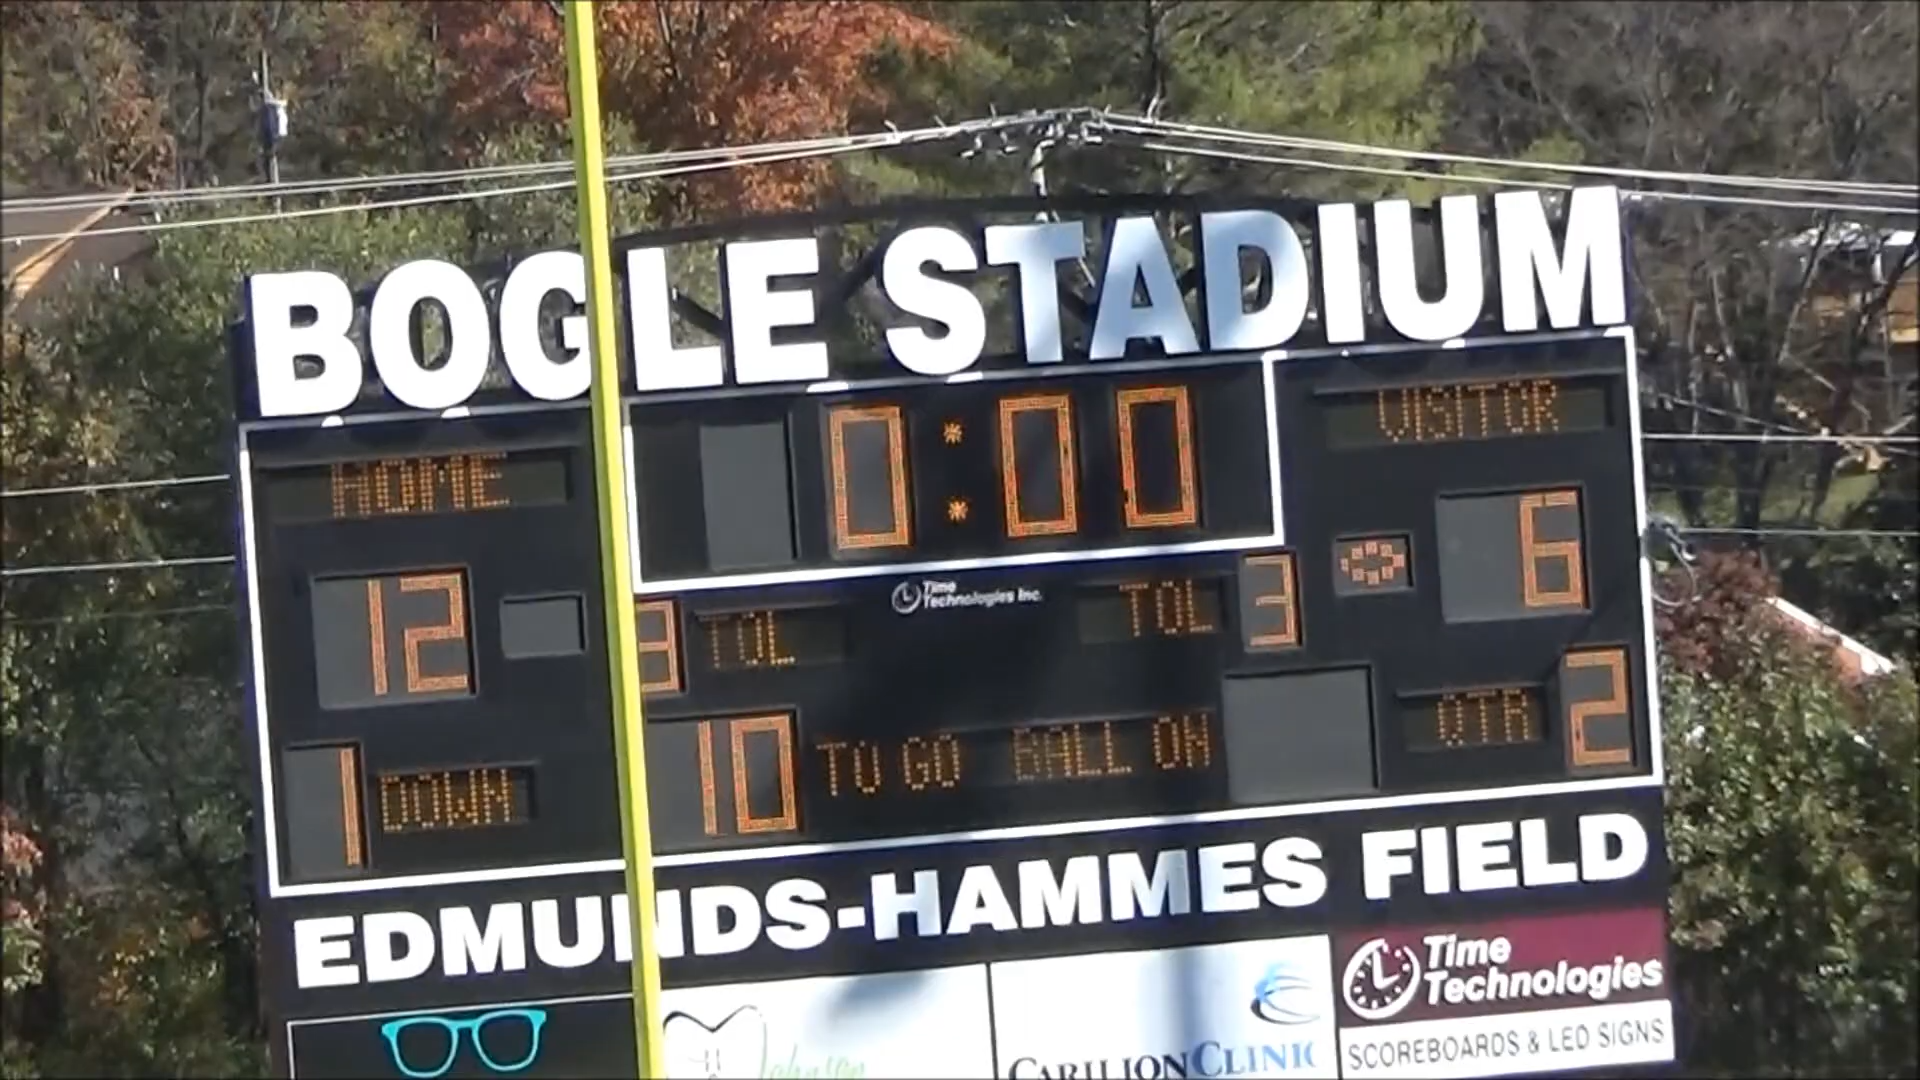 BOGLE STADIUM
0:00
HOME
VISITOR
12
6
Time
Technologies Inc.
3 TOL
TOL 3
1 DOWN
10 TO GO
BALL ON
QTR 2
EDMUNDS-HAMMES FIELD
Johnson
CARILION CLINIC
Time
Technologies
SCOREBOARDS & LED SIGNS